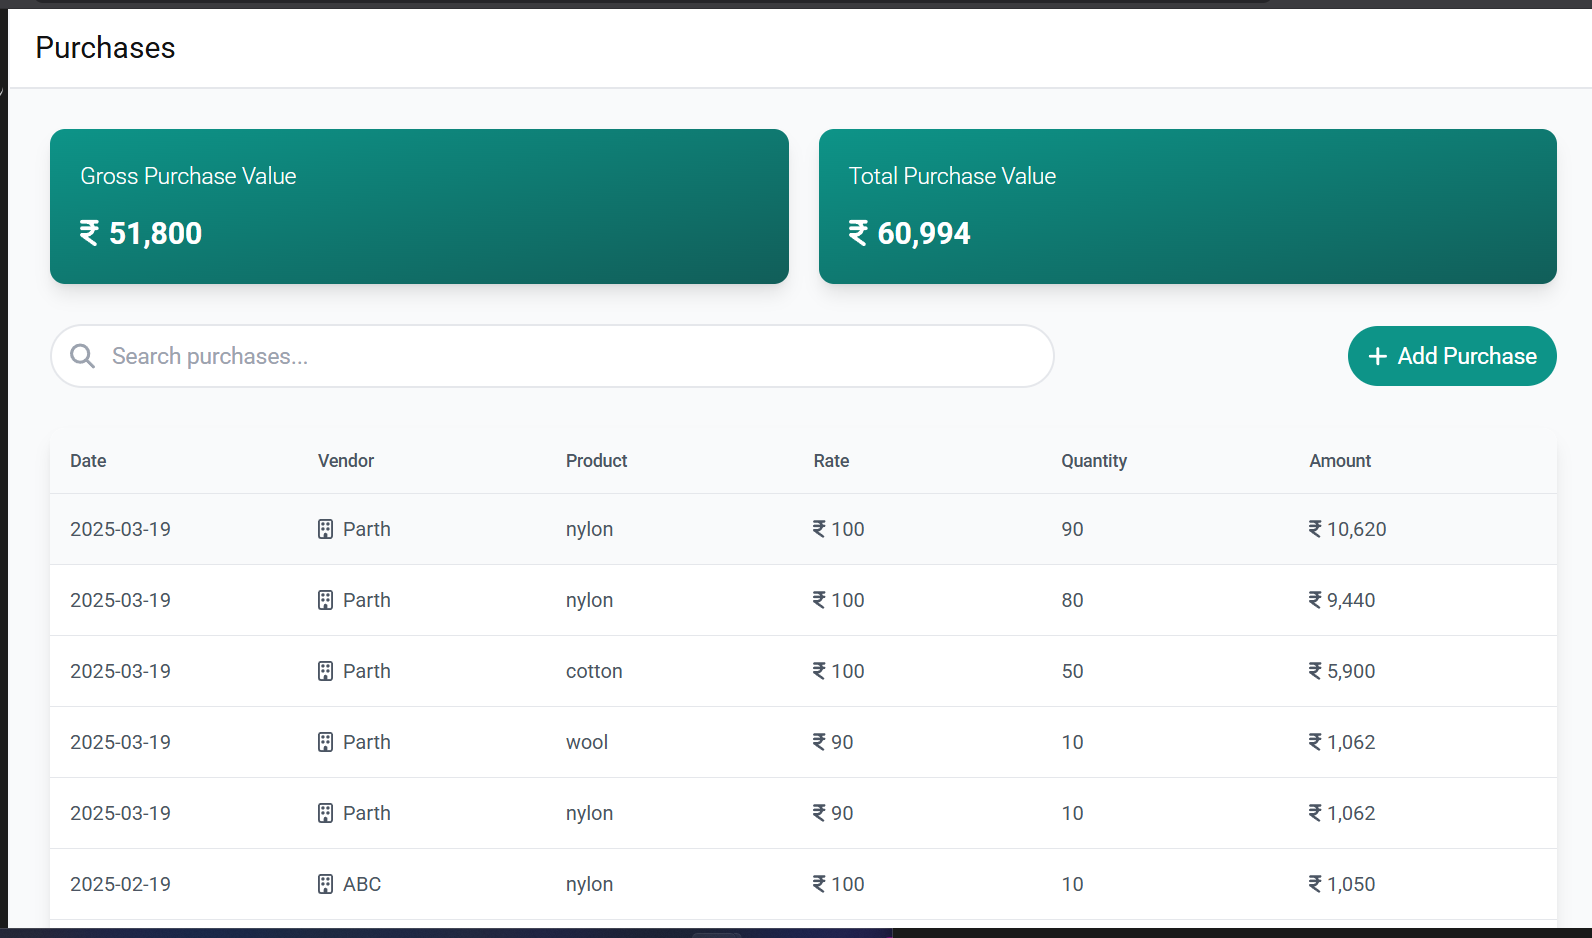 Purchases
Gross Purchase Value
₹ 51,800
Total Purchase Value
₹ 60,994
Search purchases...
+ Add Purchase
Date Vendor Product Rate Quantity Amount
2025-03-19 Parth nylon ₹ 100 90 ₹ 10,620
2025-03-19 Parth nylon ₹ 100 80 ₹ 9,440
2025-03-19 Parth cotton ₹ 100 50 ₹ 5,900
2025-03-19 Parth wool ₹ 90 10 ₹ 1,062
2025-03-19 Parth nylon ₹ 90 10 ₹ 1,062
2025-02-19 ABC nylon ₹ 100 10 ₹ 1,050